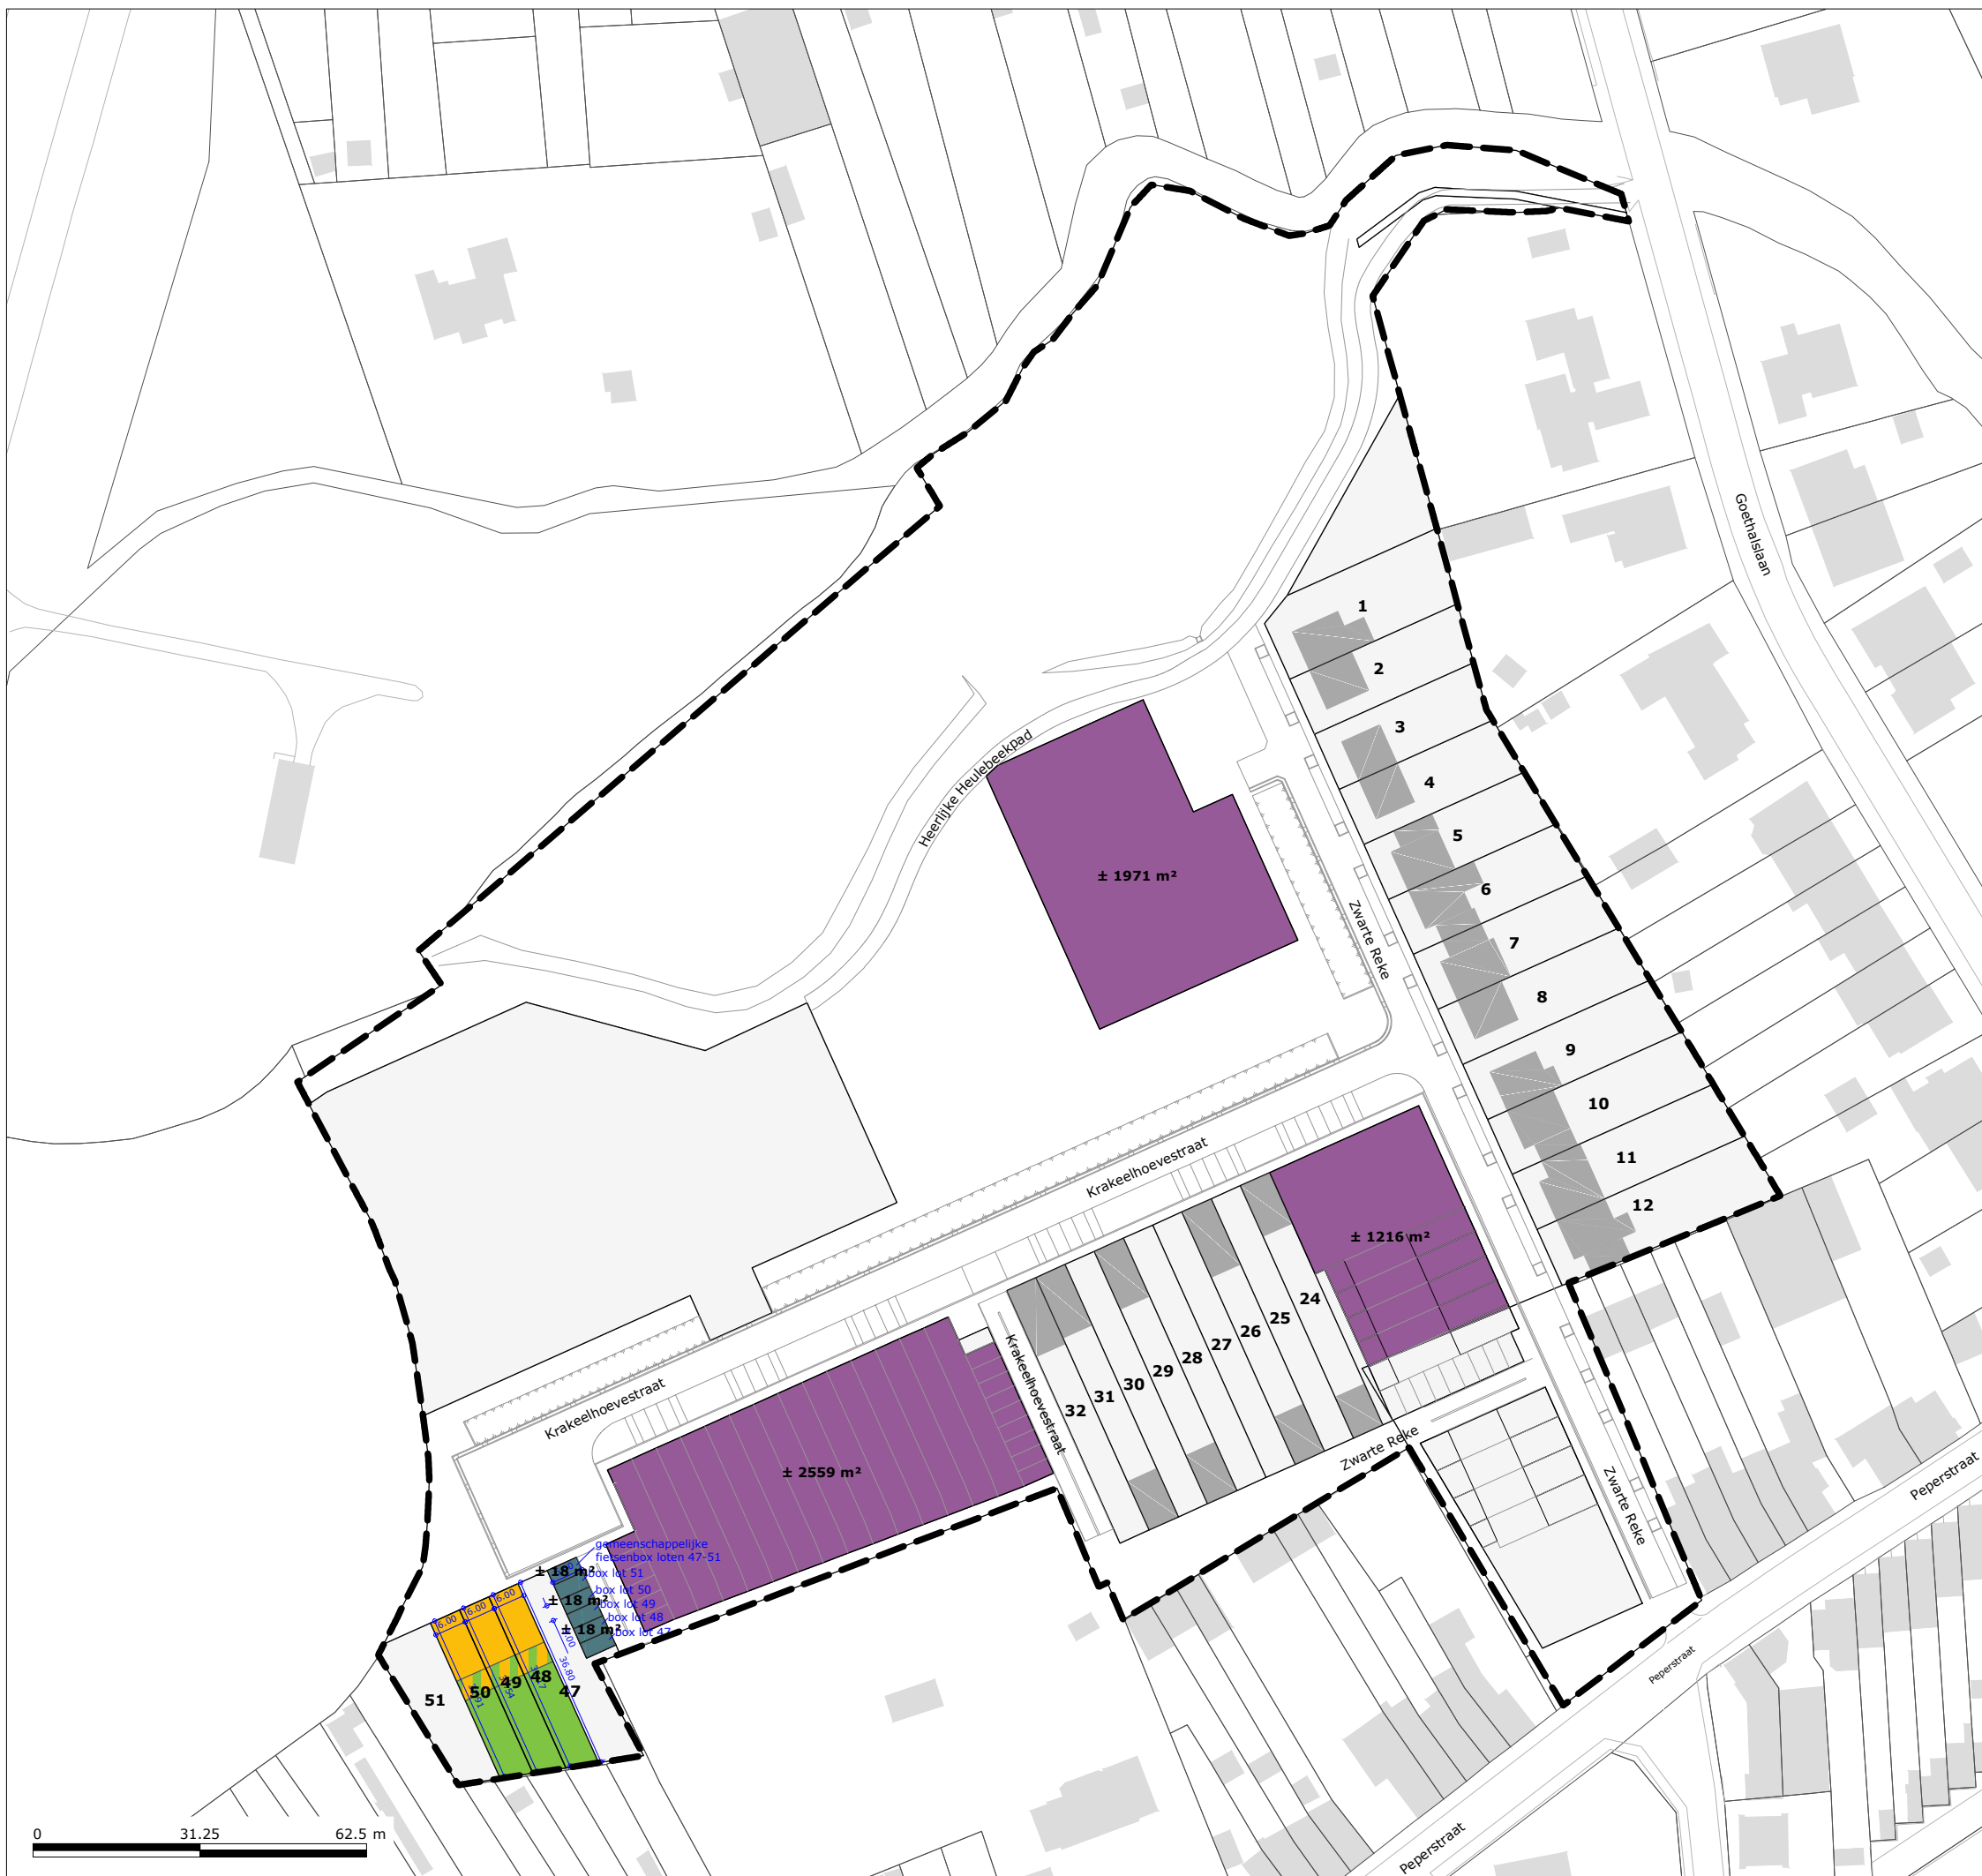 Goethalslaan
1
2
3
4
5
6
7
8
9
10
11
12
Heerlijke Heulebeekpad
± 1971 m²
Zwarte Reke
Krakeelhoevestraat
± 1216 m²
24
25
26
27
28
29
30
31
32
Krakeelhoevestraat
Krakeelhoevestraat
± 2559 m²
Zwarte Reke
Zwarte Reke
Peperstraat
Peperstraat
Peperstraat
gemeenschappelijke
fietsenbox loten 47-51
± 18 m²
box lot 51
box lot 50
± 18 m²
box lot 49
box lot 48
± 18 m²
box lot 47
6.00
6.00
6.00
36.80
51
50
49
48
47
0
31.25
62.5 m